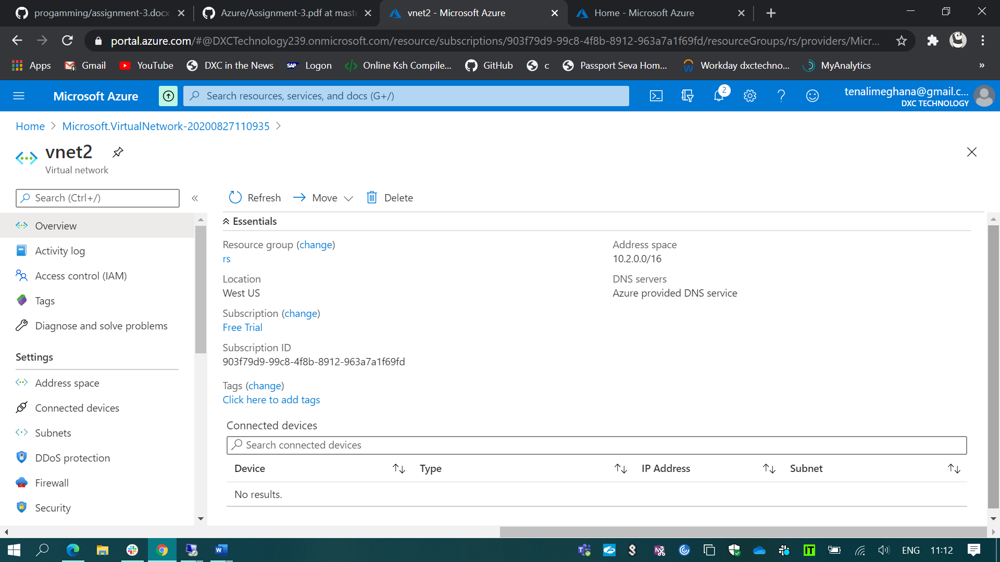 progamming/assignment-3.docx
Azure/Assignment-3.pdf at maste
vnet2 - Microsoft Azure
Home - Microsoft Azure
portal.azure.com/#@DXCTechnology239.onmicrosoft.com/resource/subscriptions/903f79d9-99c8-4f8b-8912-963a7a1f69fd/resourceGroups/rs/providers/Micr...
Apps
Gmail
YouTube
DXC in the News
SAP
Logon
Online Ksh Compile...
GitHub
c
Passport Seva Hom...
Workday dxctechno...
MyAnalytics
»
Microsoft Azure
Search resources, services, and docs (G+/)
2
tenalimeghana@gmail.c...
DXC TECHNOLOGY
Home > Microsoft.VirtualNetwork-20200827110935 >
vnet2
Virtual network
Search (Ctrl+/)
«
Refresh
Move
Delete
Overview
Activity log
Access control (IAM)
Tags
Diagnose and solve problems
Settings
Address space
Connected devices
Subnets
DDoS protection
Firewall
Security
Essentials
Resource group (change)
rs
Location
West US
Subscription (change)
Free Trial
Subscription ID
903f79d9-99c8-4f8b-8912-963a7a1f69fd
Tags (change)
Click here to add tags
Address space
10.2.0.0/16
DNS servers
Azure provided DNS service
Connected devices
Search connected devices
Device
Type
IP Address
Subnet
No results.
ENG
11:12